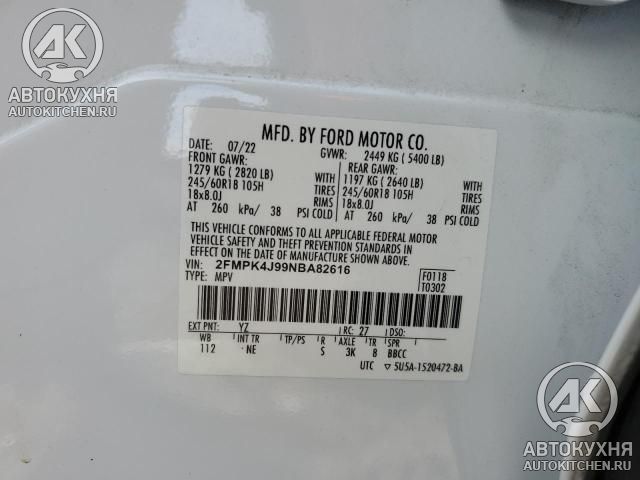 АК
АВТОКУХНЯ
AUTOKITCHEN.RU
MFD. BY FORD MOTOR CO.
DATE: 07/22 GVWR: 2449 KG ( 5400 LB)
FRONT GAWR: REAR GAWR:
1279 KG ( 2820 LB) WITH 1197 KG ( 2640 LB) WITH
245/60R18 105H TIRES 245/60R18 105H TIRES
18x8.0J RIMS 18x8.0J RIMS
AT 260 kPa/ 38 PSI COLD AT 260 kPa/ 38 PSI COLD
THIS VEHICLE CONFORMS TO ALL APPLICABLE FEDERAL MOTOR
VEHICLE SAFETY AND THEFT PREVENTION STANDARDS IN
EFFECT ON THE DATE OF MANUFACTURE SHOWN ABOVE.
VIN: 2FMPK4J99NBA82616
TYPE: MPV
F0118
T0302
EXT PNT: YZ RC: 27 DSO:
WB INT TR TP/PS R AXLE TR SPR
112 NE S 3K 8 BBCC
UTC ▽ 5U5A-1520472-BA
АК
АВТОКУХНЯ
AUTOKITCHEN.RU